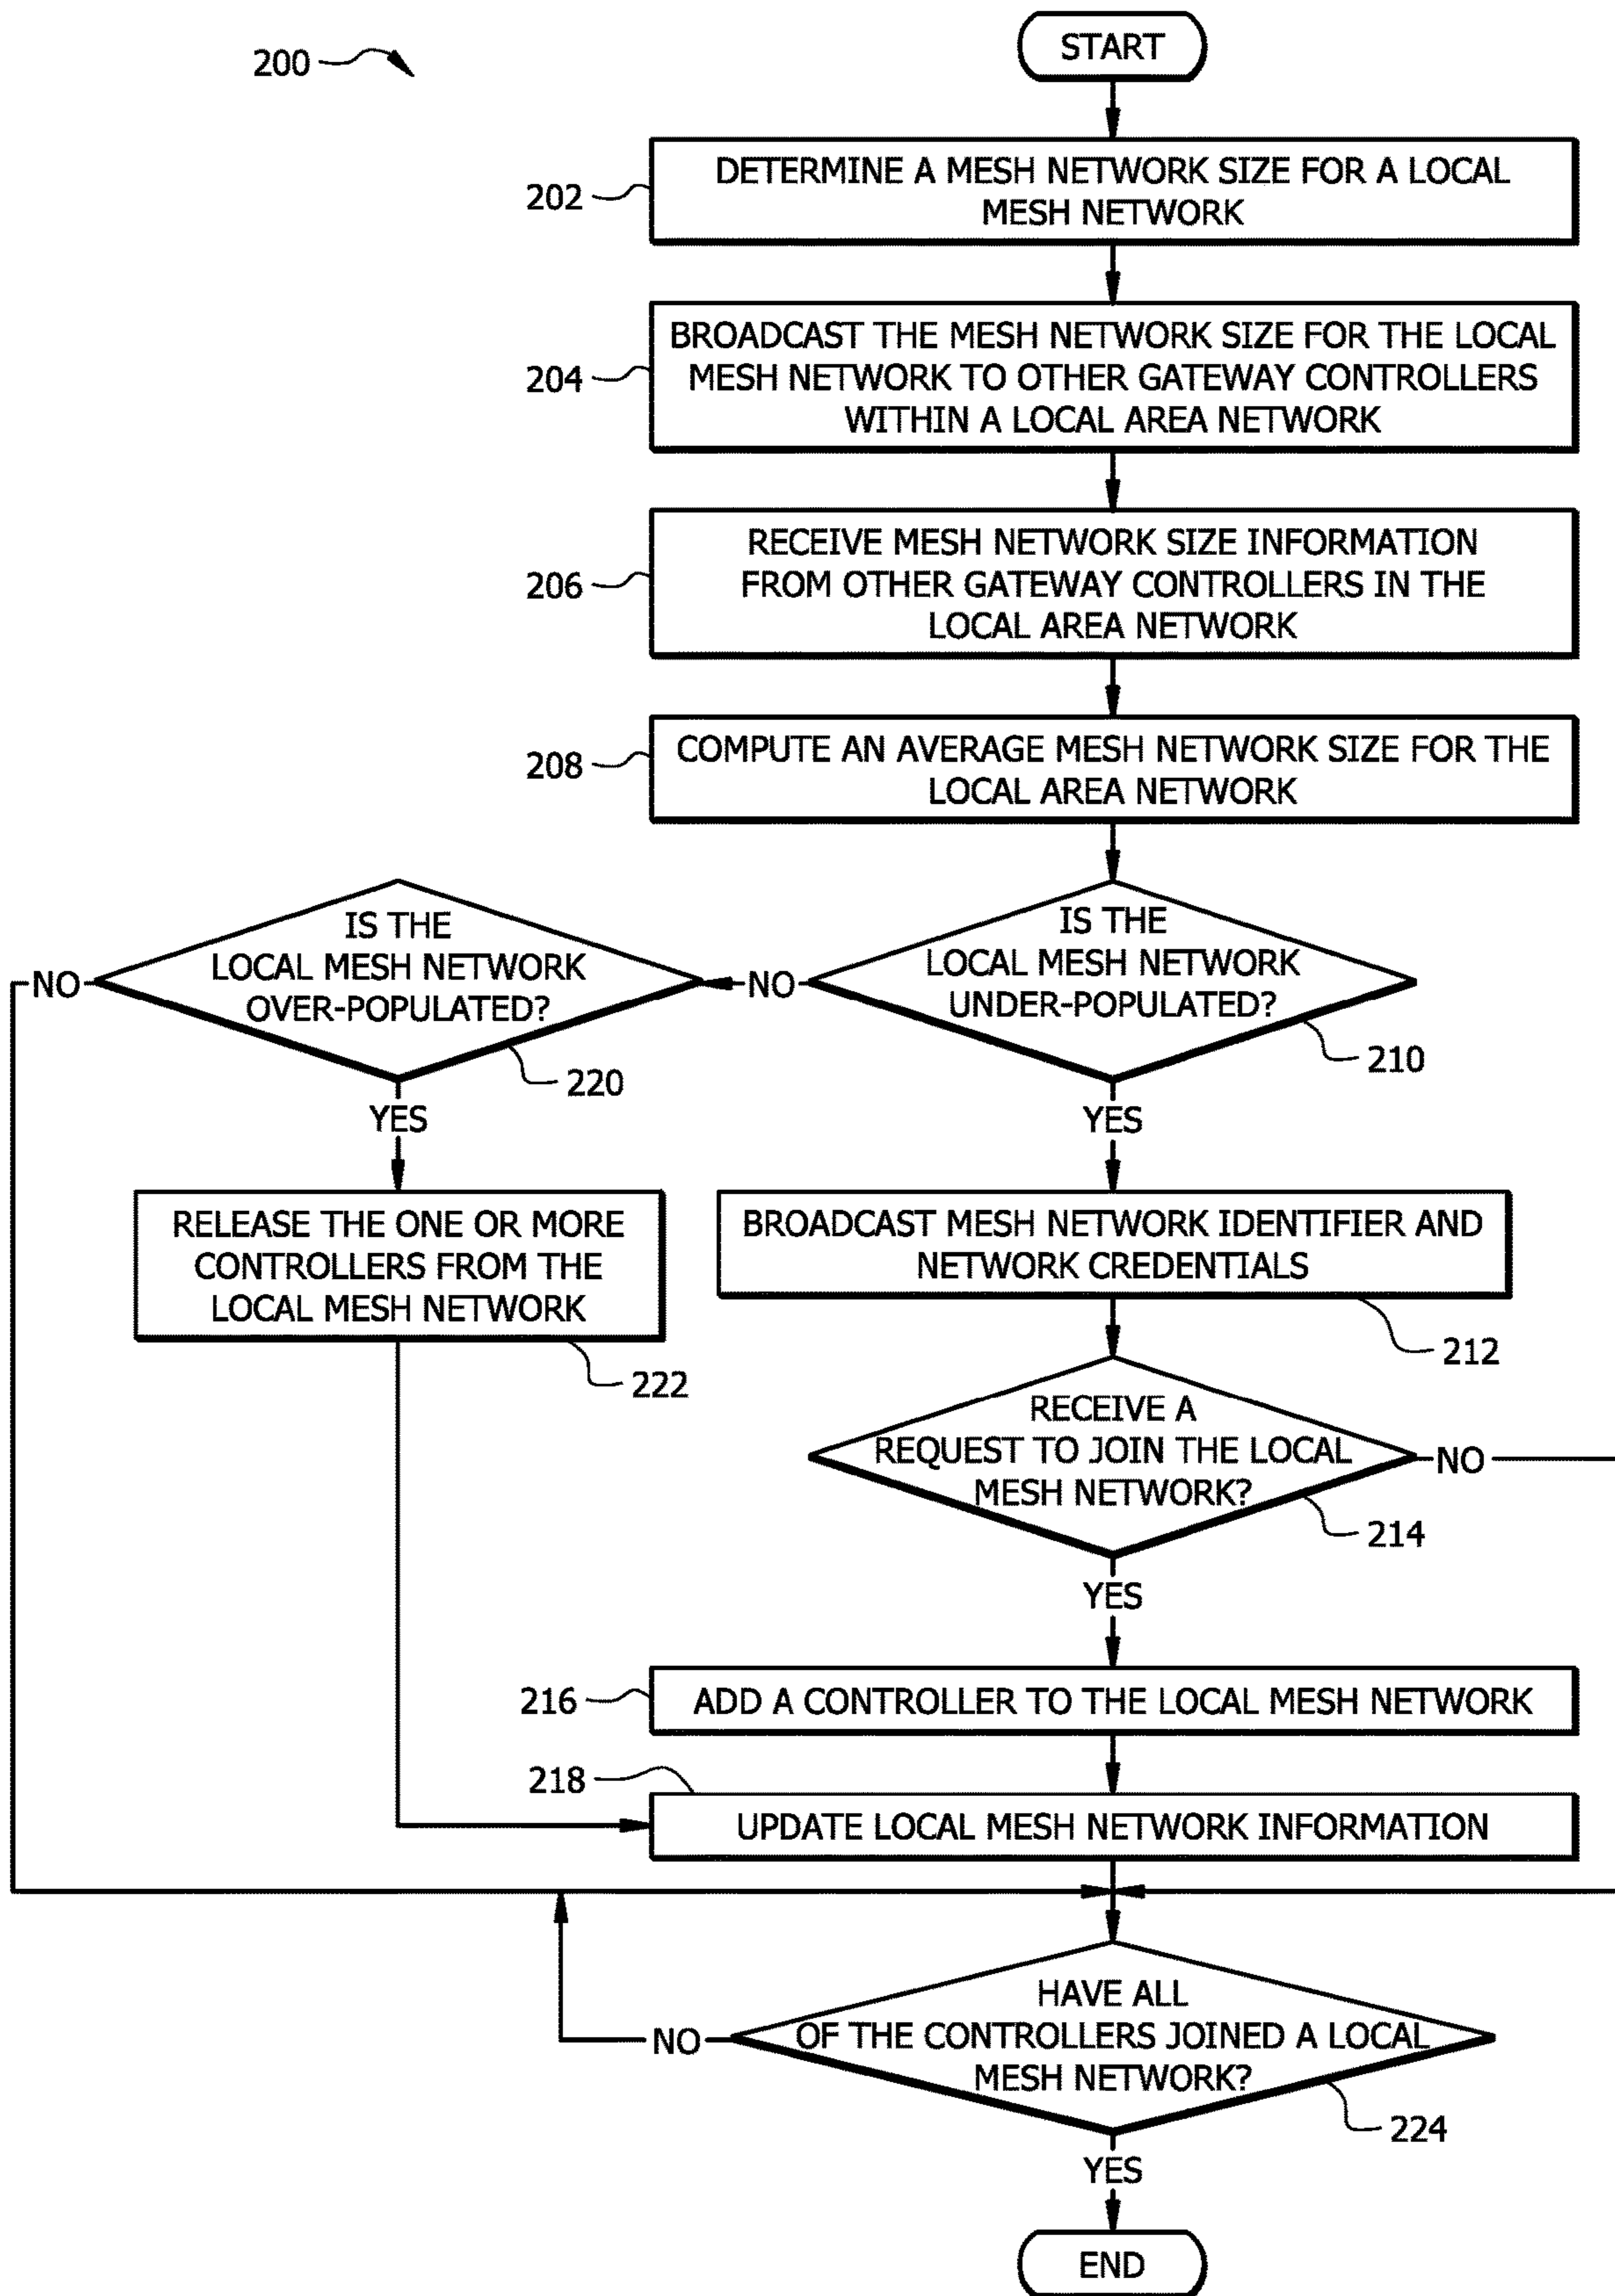 200
START
202
DETERMINE A MESH NETWORK SIZE FOR A LOCAL
MESH NETWORK
204
BROADCAST THE MESH NETWORK SIZE FOR THE LOCAL
MESH NETWORK TO OTHER GATEWAY CONTROLLERS
WITHIN A LOCAL AREA NETWORK
206
RECEIVE MESH NETWORK SIZE INFORMATION
FROM OTHER GATEWAY CONTROLLERS IN THE
LOCAL AREA NETWORK
208
COMPUTE AN AVERAGE MESH NETWORK SIZE FOR THE
LOCAL AREA NETWORK
IS THE
LOCAL MESH NETWORK
UNDER-POPULATED?
210
NO
YES
IS THE
LOCAL MESH NETWORK
OVER-POPULATED?
220
NO
YES
RELEASE THE ONE OR MORE
CONTROLLERS FROM THE
LOCAL MESH NETWORK
222
BROADCAST MESH NETWORK IDENTIFIER AND
NETWORK CREDENTIALS
212
RECEIVE A
REQUEST TO JOIN THE LOCAL
MESH NETWORK?
214
NO
YES
216
ADD A CONTROLLER TO THE LOCAL MESH NETWORK
218
UPDATE LOCAL MESH NETWORK INFORMATION
HAVE ALL
OF THE CONTROLLERS JOINED A LOCAL
MESH NETWORK?
224
NO
YES
END